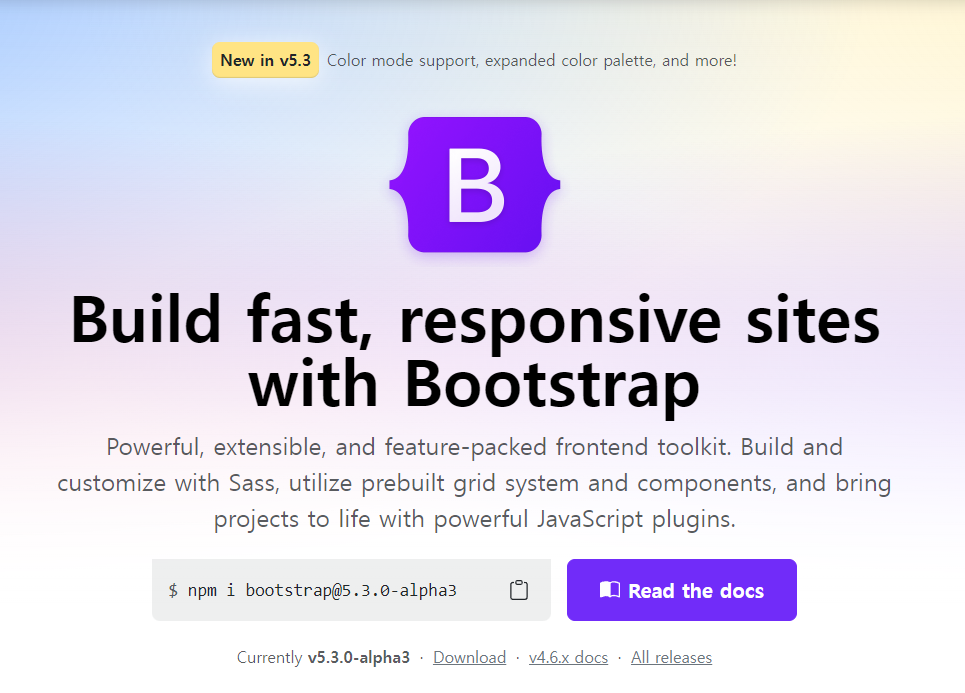 New in v5.3 Color mode support, expanded color palette, and more!
B
Build fast, responsive sites
with Bootstrap
Powerful, extensible, and feature-packed frontend toolkit. Build and
customize with Sass, utilize prebuilt grid system and components, and bring
projects to life with powerful JavaScript plugins.
$ npm i bootstrap@5.3.0-alpha3 Read the docs
Currently v5.3.0-alpha3 · Download · v4.6.x docs · All releases